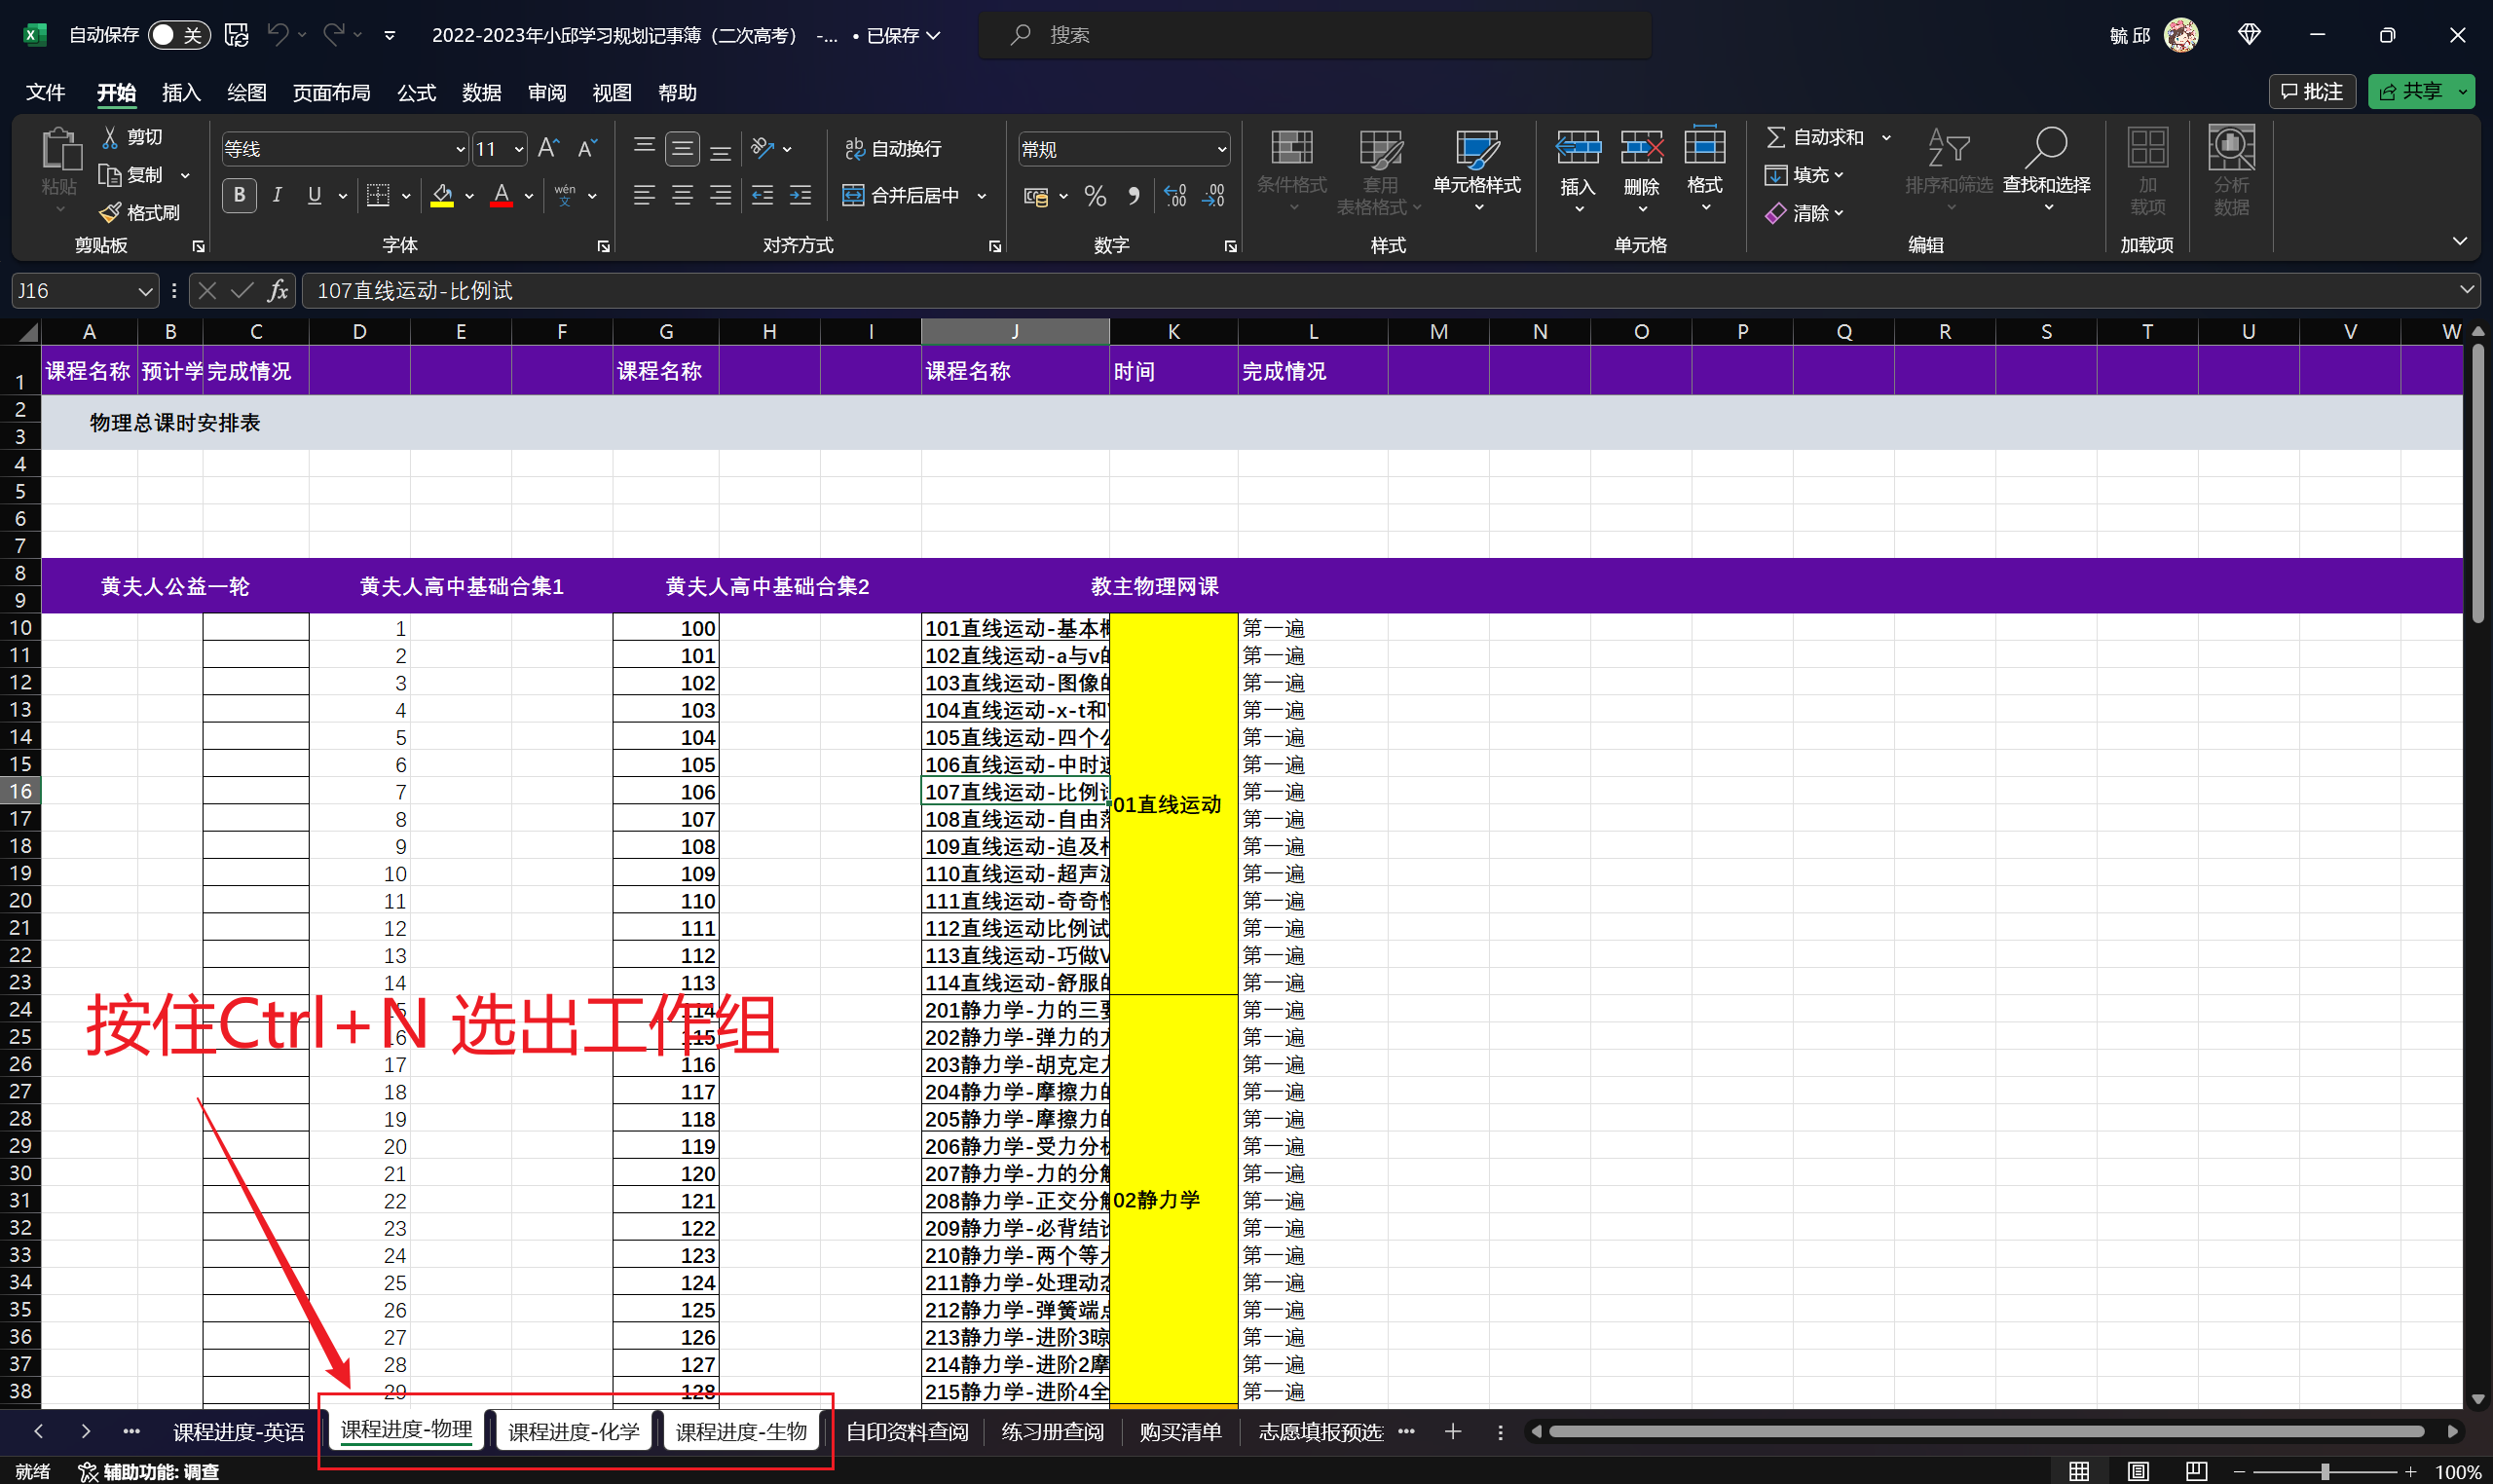 自动保存 关 2022-2023年小邱学习规划记事簿（二次高考） -... • 已保存 搜索 毓 邱
文件 开始 插入 绘图 页面布局 公式 数据 审阅 视图 帮助 批注 共享
粘贴 剪切 复制 格式刷 剪贴板
等线 11 B I U A wén 文 字体
自动换行 合并后居中 对齐方式
常规 % 数字
条件格式 套用 表格格式 单元格样式 样式
插入 删除 格式 单元格
自动求和 填充 清除 排序和筛选 查找和选择 编辑
加 载项 加载项
分析 数据
J16 fx 107直线运动-比例试
A B C D E F G H I J K L M N O P Q R S T U V W
1 课程名称 预计学 完成情况 课程名称 课程名称 时间 完成情况
2
物理总课时安排表
3
4
5
6
7
8
黄夫人公益一轮 黄夫人高中基础合集1 黄夫人高中基础合集2 教主物理网课
9
10 1 100 101直线运动-基本 第一遍
11 2 101 102直线运动-a与v 第一遍
12 3 102 103直线运动-图像 第一遍
13 4 103 104直线运动-x-t和 第一遍
14 5 104 105直线运动-四个 第一遍
15 6 105 106直线运动-中时 第一遍
16 7 106 107直线运动-比例 第一遍
01直线运动
17 8 107 108直线运动-自由 第一遍
18 9 108 109直线运动-追及 第一遍
19 10 109 110直线运动-超声 第一遍
20 11 110 111直线运动-奇奇 第一遍
21 12 111 112直线运动比例试 第一遍
22 13 112 113直线运动-巧做 第一遍
23 14 113 114直线运动-舒服 第一遍
24 114 201静力学-力的三 第一遍
按住Ctrl+N 选出工作组
25 16 115 202静力学-弹力的 第一遍
26 17 116 203静力学-胡克定 第一遍
27 18 117 204静力学-摩擦力 第一遍
28 19 118 205静力学-摩擦力 第一遍
29 20 119 206静力学-受力分 第一遍
30 21 120 207静力学-力的分 第一遍
31 22 121 208静力学-正交分 02静力学 第一遍
32 23 122 209静力学-必背结 第一遍
33 24 123 210静力学-两个等 第一遍
34 25 124 211静力学-处理动 第一遍
35 26 125 212静力学-弹簧端 第一遍
36 27 126 213静力学-进阶3 第一遍
37 28 127 214静力学-进阶2 第一遍
38 29 128 215静力学-进阶4全 第一遍
课程进度-英语 课程进度-物理 课程进度-化学 课程进度-生物 自印资料查阅 练习册查阅 购买清单 志愿填报预选
就绪 辅助功能: 调查 100%